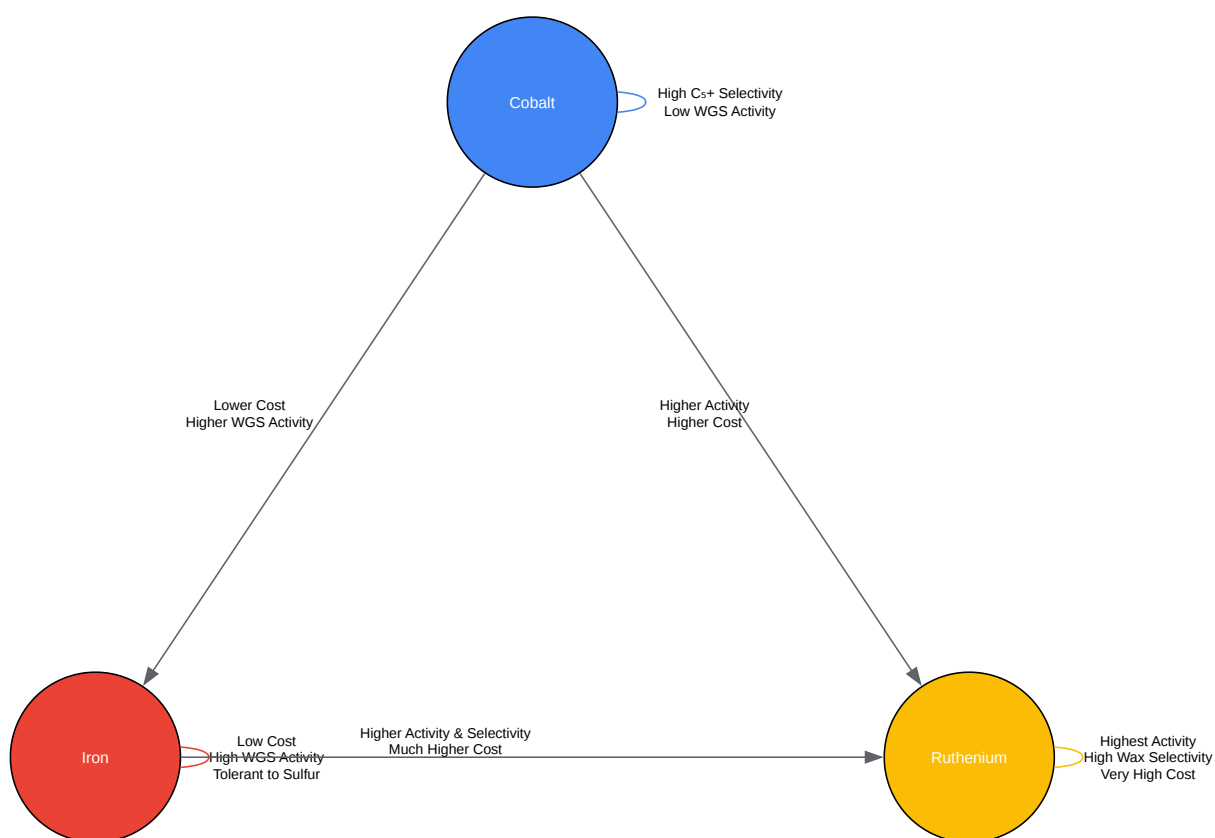 Cobalt
High C₅+ Selectivity
Low WGS Activity
Lower Cost
Higher WGS Activity
Higher Activity
Higher Cost
Iron
Low Cost
High WGS Activity
Tolerant to Sulfur
Higher Activity & Selectivity
Much Higher Cost
Ruthenium
Highest Activity
High Wax Selectivity
Very High Cost